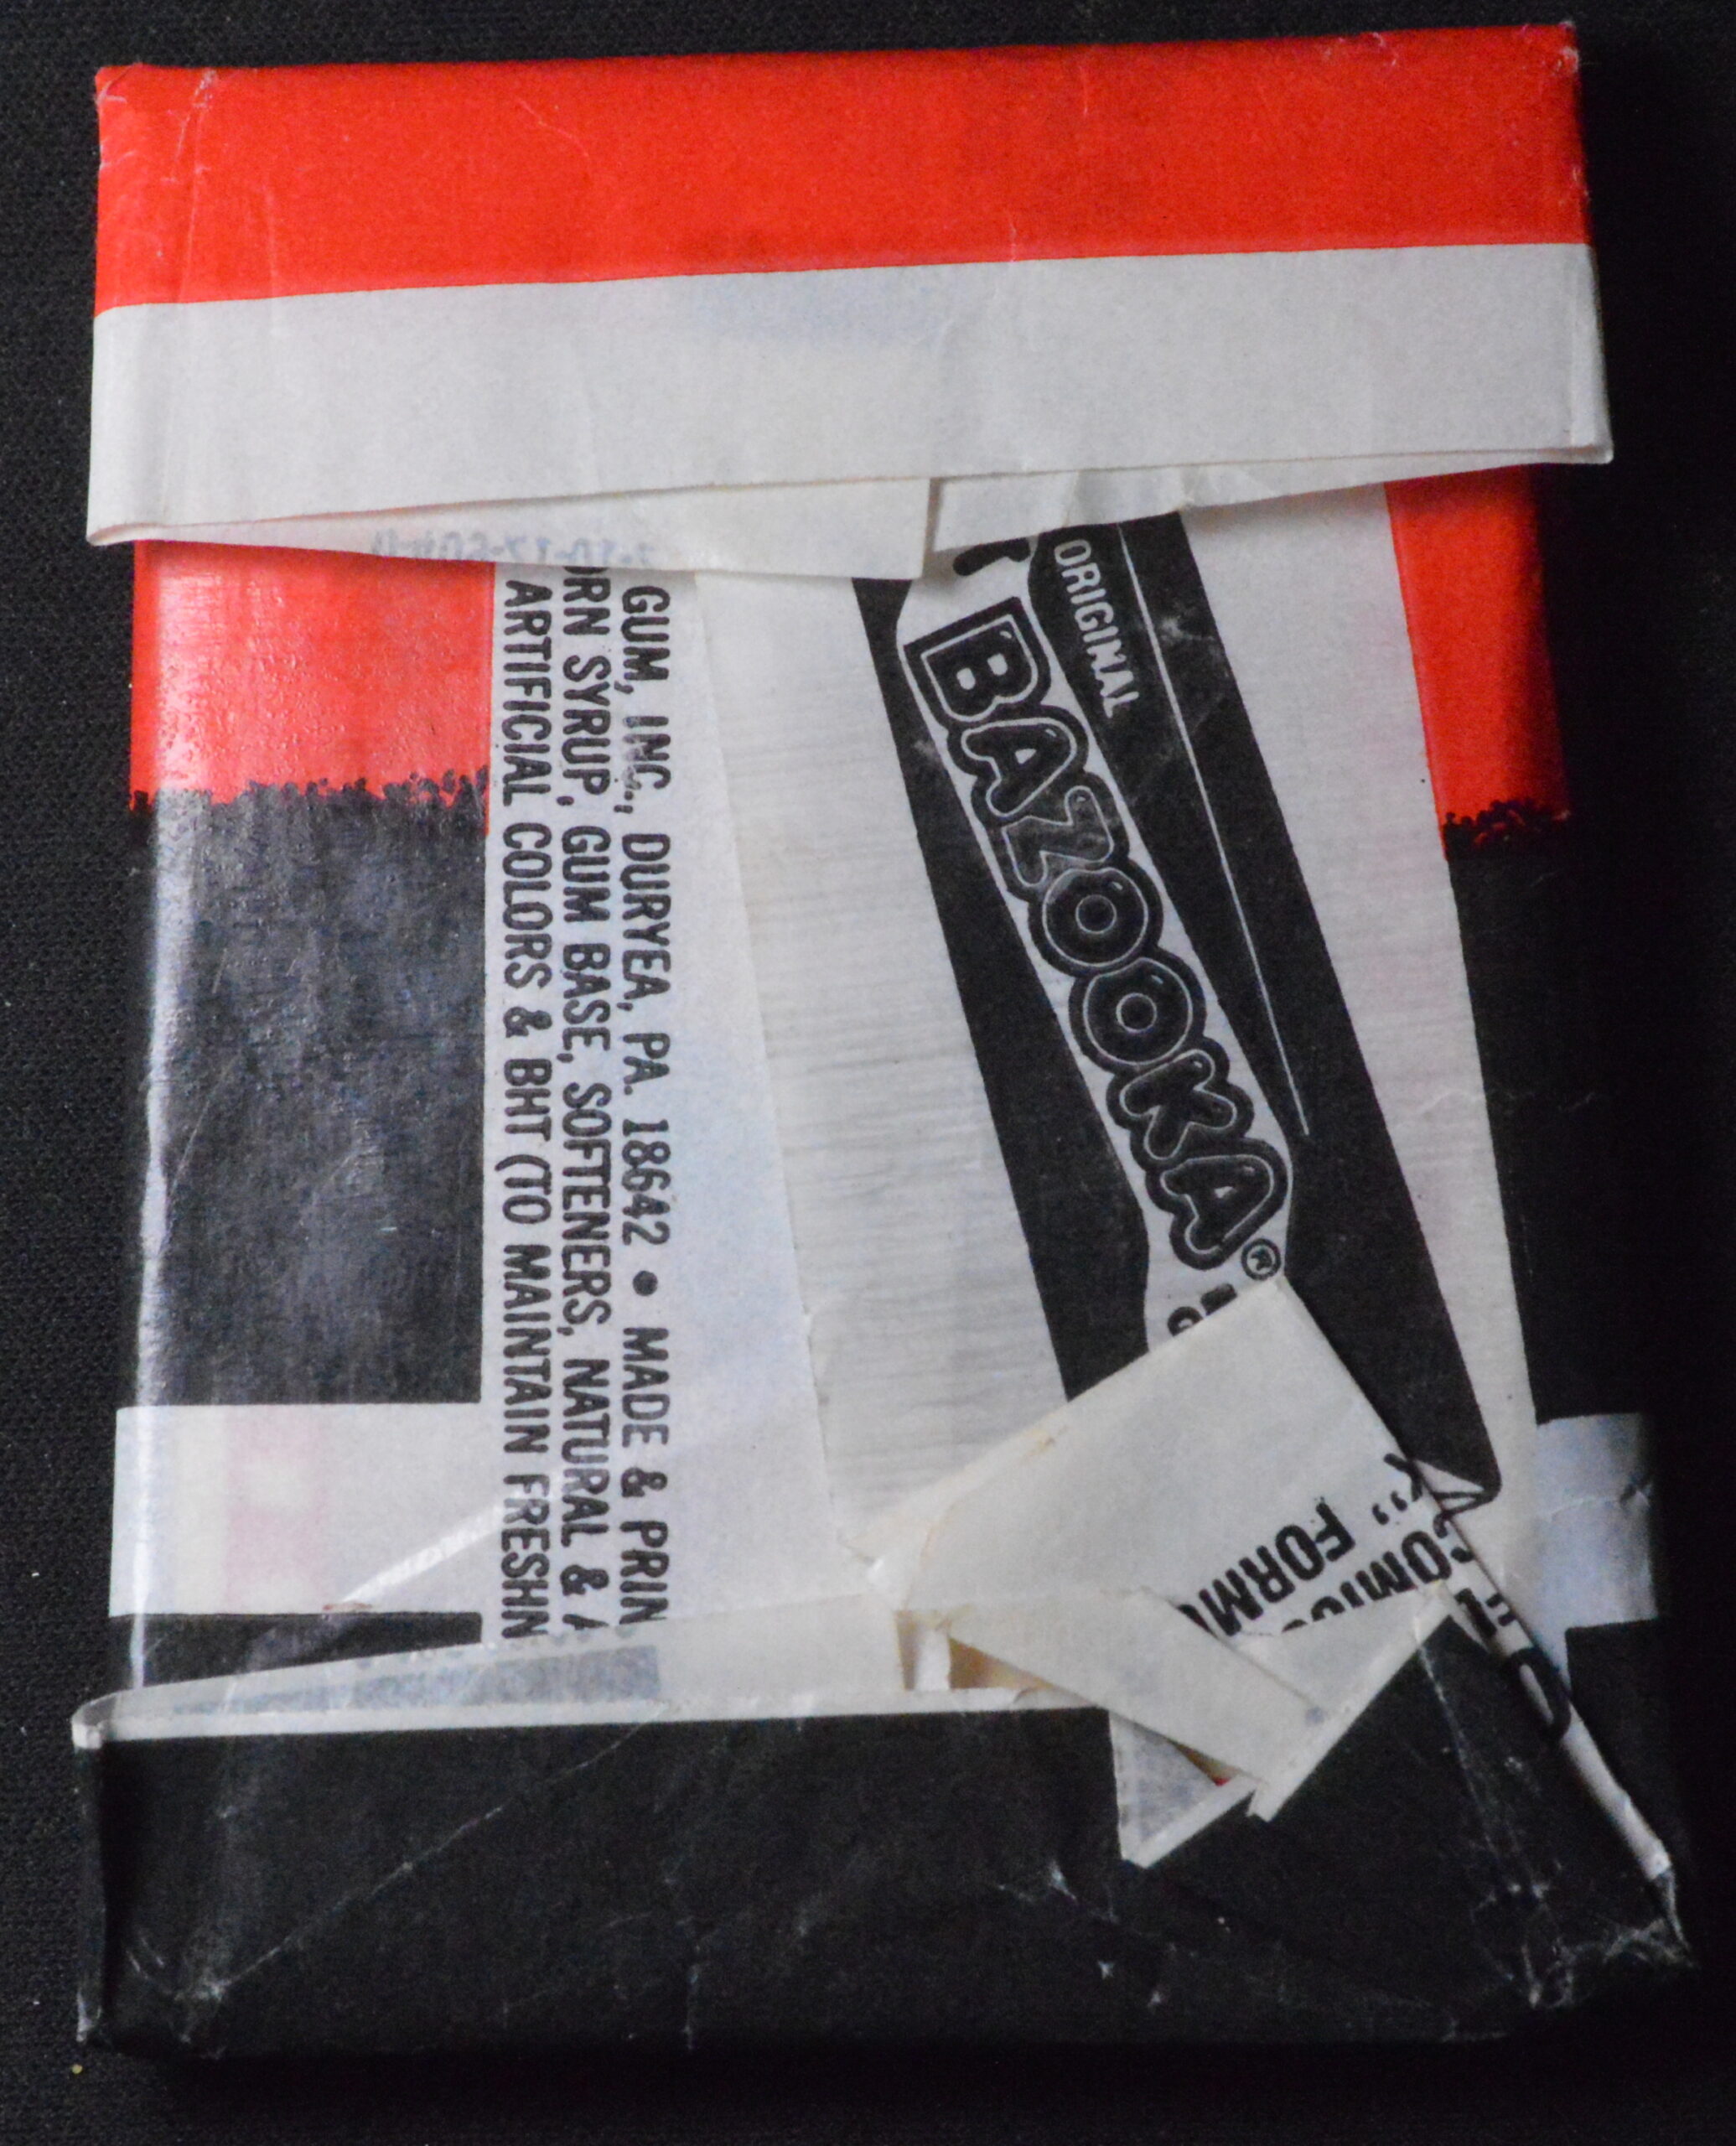 GUM, INC., DURYEA, PA. 18642 • MADE & PRIN
ORN SYRUP, GUM BASE, SOFTENERS, NATURAL &
ARTIFICIAL COLORS & BHT (TO MAINTAIN FRESHN
ORIGINAL
BAZOOKA®
" FORM
COMIC